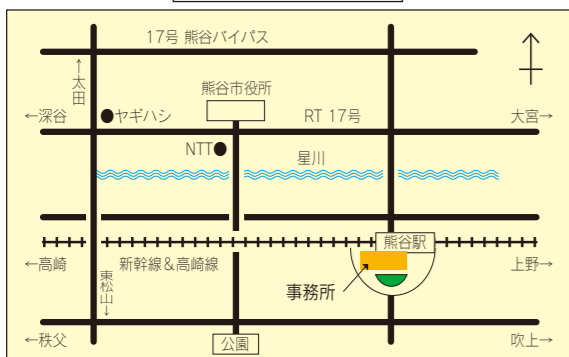 17号 熊谷バイパス
←太田
熊谷市役所
←深谷
●ヤギハシ
RT 17号
大宮→
NTT●
星川
熊谷駅
←高崎
新幹線＆高崎線
上野→
東松山→
事務所
←秩父
公園
吹上→